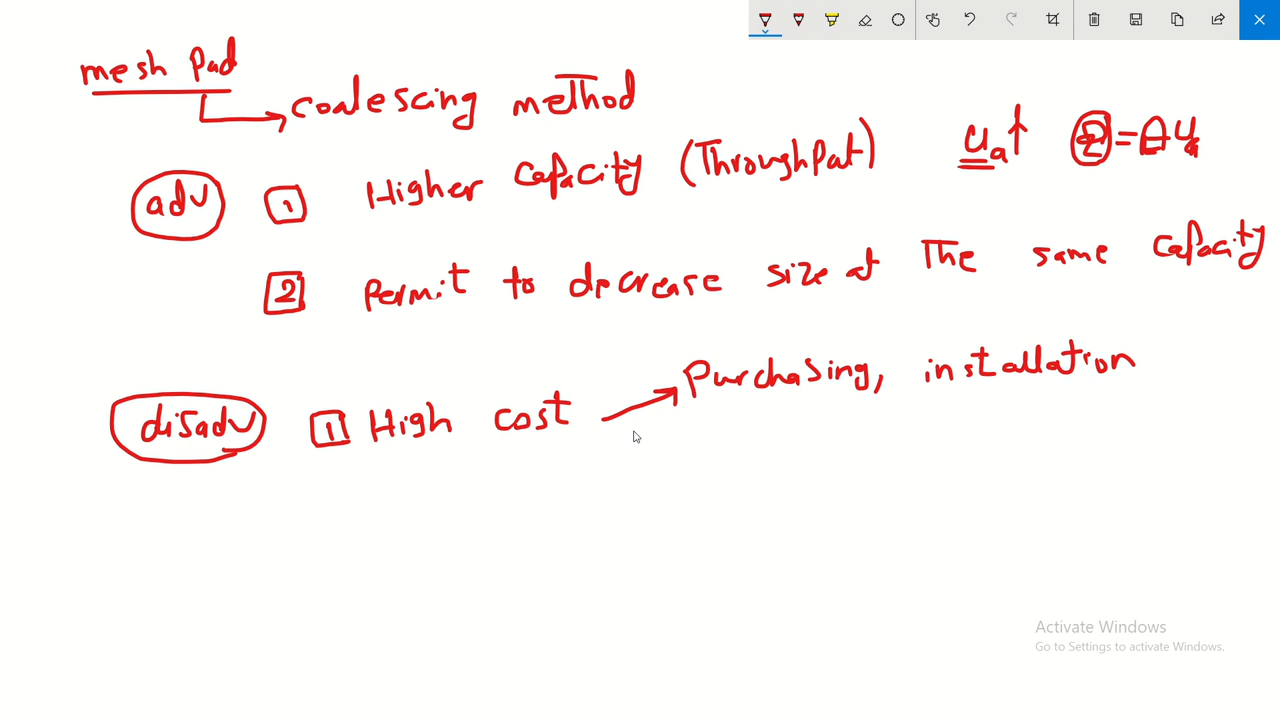 mesh Pad
coalescing method
adv 1 Higher capacity (ThroughPat) ua↑ Q = A ua
2 Permit to decrease size at The same capacity
disadv 1 High cost → Purchasing, installation
Activate Windows
Go to Settings to activate Windows.